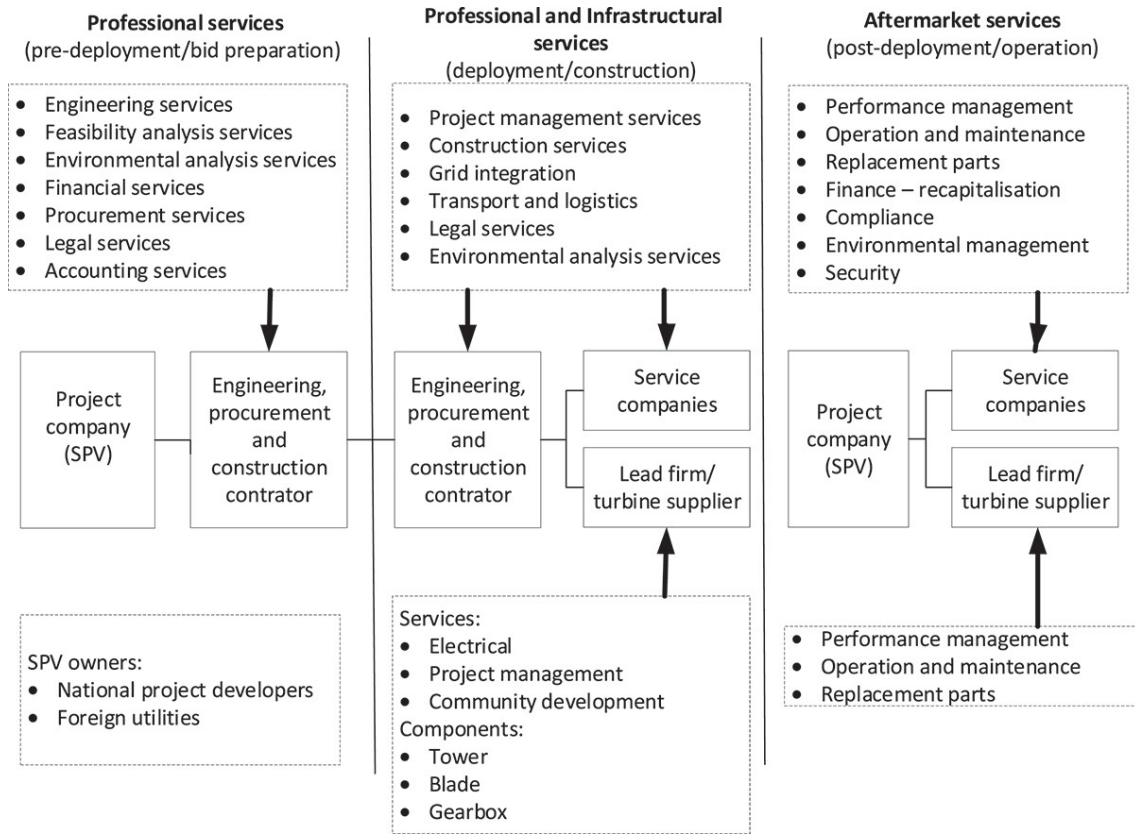 Professional services
(pre-deployment/bid preparation)
• Engineering services
• Feasibility analysis services
• Environmental analysis services
• Financial services
• Procurement services
• Legal services
• Accounting services
Project
company
(SPV)
Engineering,
procurement
and
construction
contrator
SPV owners:
• National project developers
• Foreign utilities
Professional and Infrastructural
services
(deployment/construction)
• Project management services
• Construction services
• Grid integration
• Transport and logistics
• Legal services
• Environmental analysis services
Engineering,
procurement
and
construction
contrator
Service
companies
Lead firm/
turbine supplier
Services:
• Electrical
• Project management
• Community development
Components:
• Tower
• Blade
• Gearbox
Aftermarket services
(post-deployment/operation)
• Performance management
• Operation and maintenance
• Replacement parts
• Finance – recapitalisation
• Compliance
• Environmental management
• Security
Project
company
(SPV)
Service
companies
Lead firm/
turbine supplier
• Performance management
• Operation and maintenance
• Replacement parts